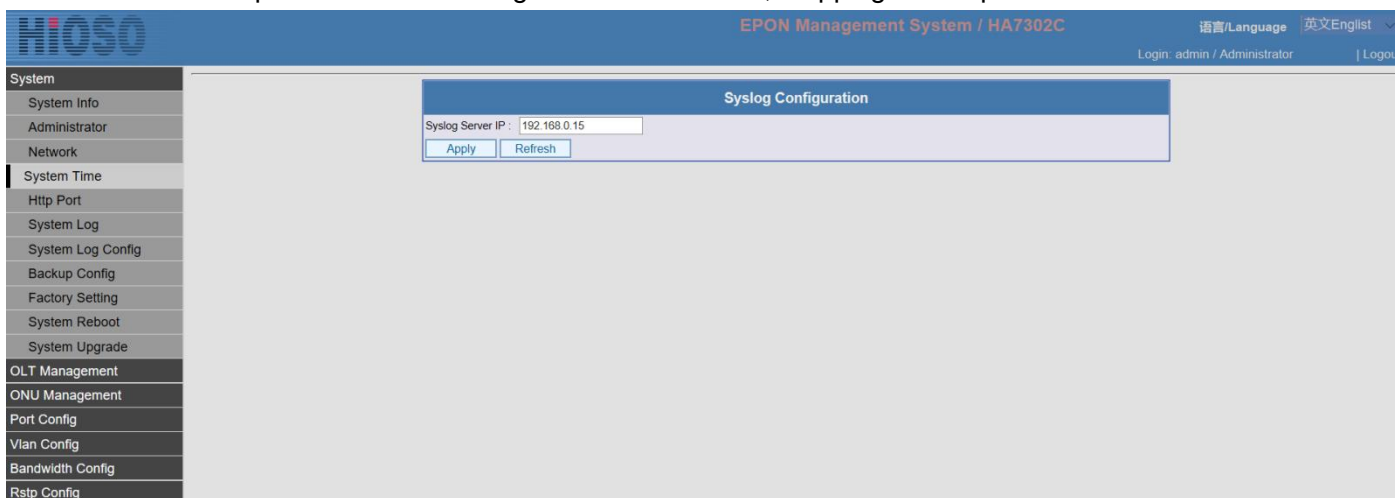 HIOSO
EPON Management System / HA7302C
语言/Language 英文Englist
Login: admin / Administrator | Logou
System
System Info
Administrator
Network
System Time
Http Port
System Log
System Log Config
Backup Config
Factory Setting
System Reboot
System Upgrade
OLT Management
ONU Management
Port Config
Vlan Config
Bandwidth Config
Rstp Config
Syslog Configuration
Syslog Server IP : 192.168.0.15
Apply Refresh